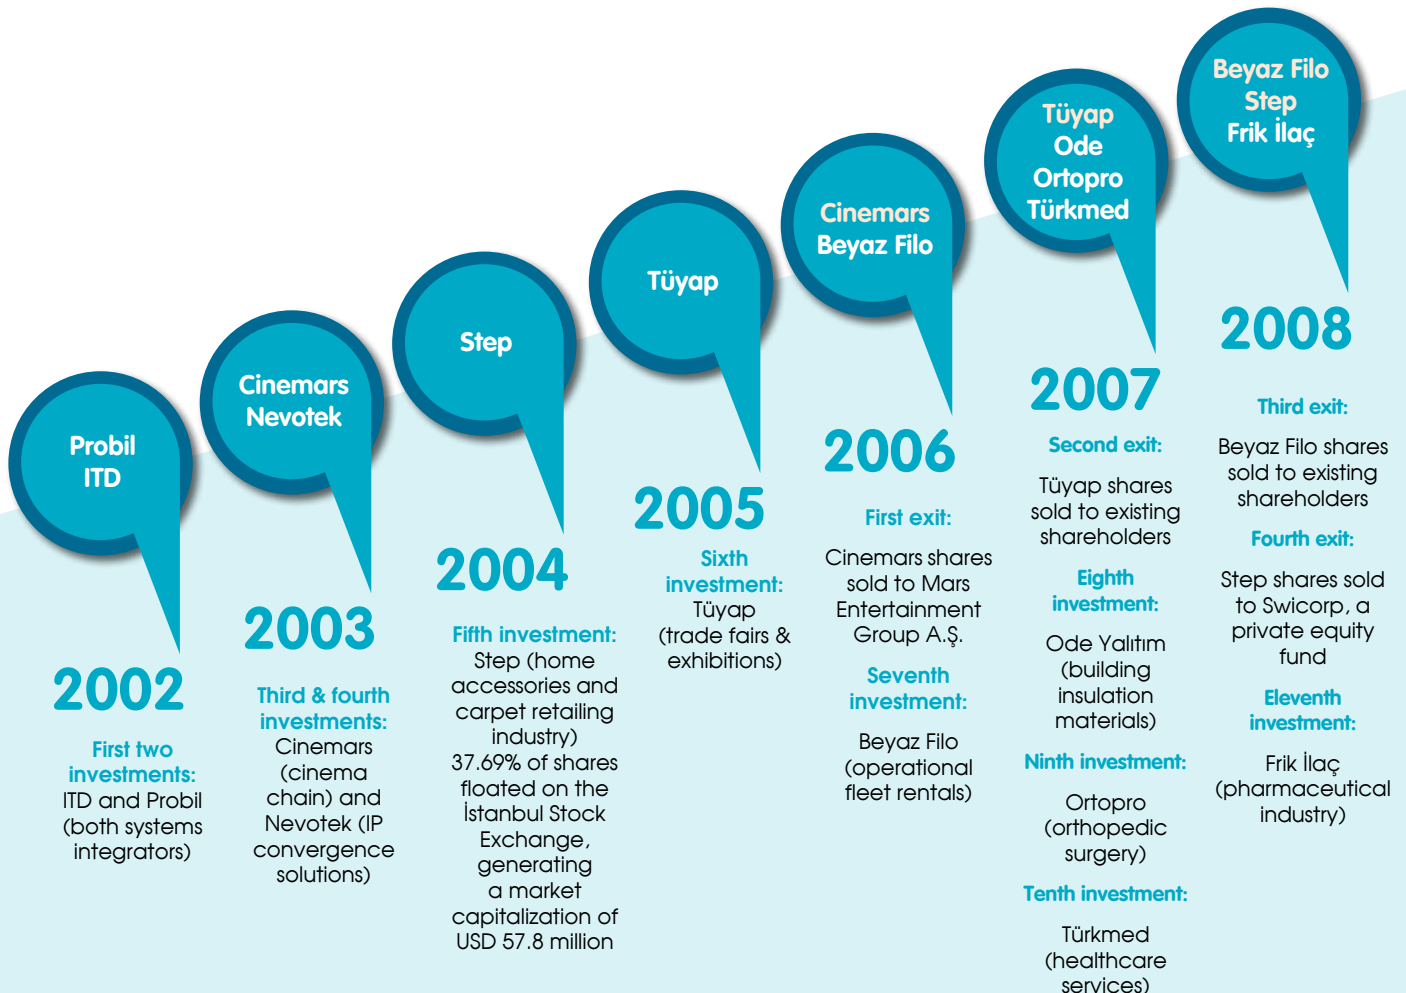 Probil
ITD
2002
First two
investments:
ITD and Probil
(both systems
integrators)
Cinemars
Nevotek
2003
Third & fourth
investments:
Cinemars
(cinema
chain) and
Nevotek (IP
convergence
solutions)
Step
2004
Fifth investment:
Step (home
accessories and
carpet retailing
industry)
37.69% of shares
floated on the
İstanbul Stock
Exchange,
generating
a market
capitalization of
USD 57.8 million
Tüyap
2005
Sixth
investment:
Tüyap
(trade fairs &
exhibitions)
Cinemars
Beyaz Filo
2006
First exit:
Cinemars shares
sold to Mars
Entertainment
Group A.Ş.
Seventh
investment:
Beyaz Filo
(operational
fleet rentals)
Tüyap
Ode
Ortopro
Türkmed
2007
Second exit:
Tüyap shares
sold to existing
shareholders
Eighth
investment:
Ode Yalıtım
(building
insulation
materials)
Ninth investment:
Ortopro
(orthopedic
surgery)
Tenth investment:
Türkmed
(healthcare
services)
Beyaz Filo
Step
Frik İlaç
2008
Third exit:
Beyaz Filo shares
sold to existing
shareholders
Fourth exit:
Step shares sold
to Swicorp, a
private equity
fund
Eleventh
investment:
Frik İlaç
(pharmaceutical
industry)